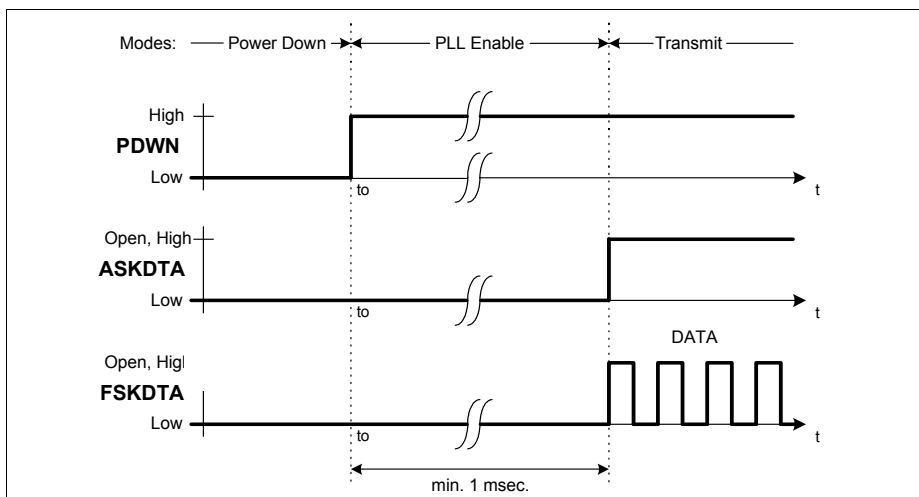 Modes: Power Down PLL Enable Transmit
High
PDWN
Low
to
t
Open, High
ASKDTA
Low
to
t
DATA
Open, Higl
FSKDTA
Low
to
t
min. 1 msec.